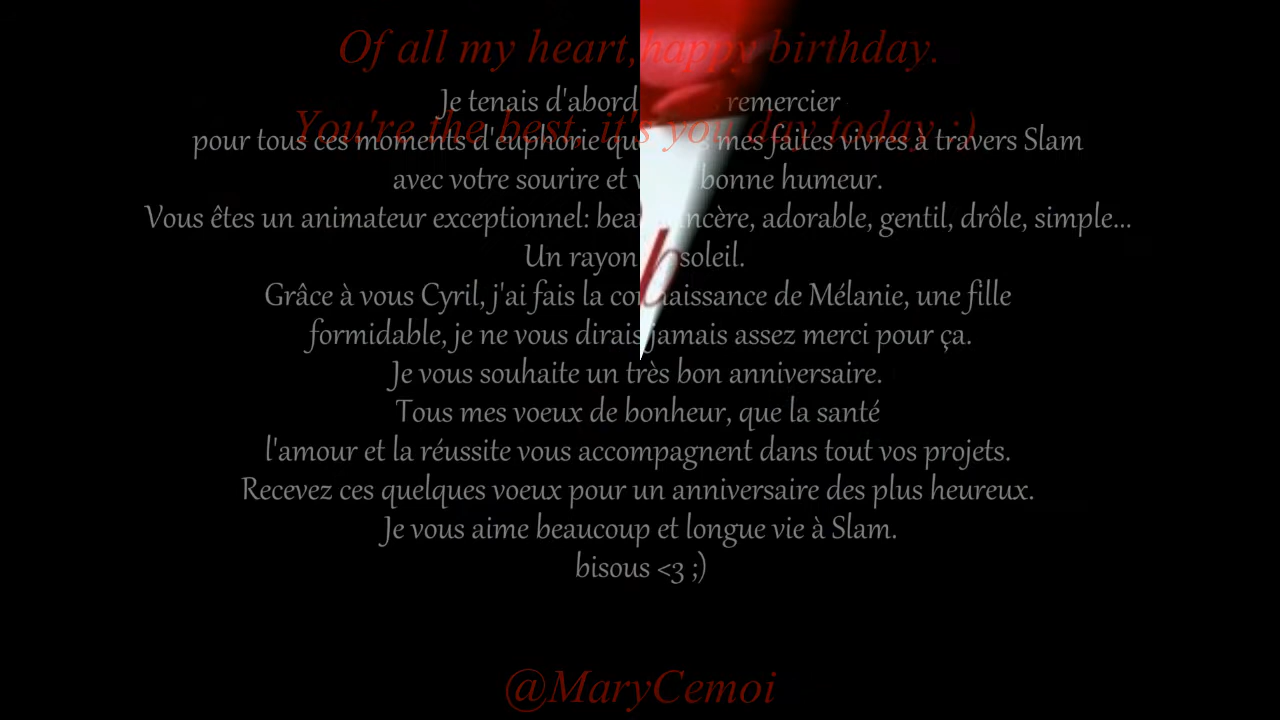 Of all my heart, happy birthday.
Je tenais d'abord remercier
You're the best, it's you day today ;)
pour tous ces moments d'euphorie mes faites vivres à travers Slam
avec votre sourire et bonne humeur.
Vous êtes un animateur exceptionnel: adorable, gentil, drôle, simple...
Un rayon soleil.
Grâce à vous Cyril, j'ai fais la connaissance de Mélanie, une fille
formidable, je ne vous dirais jamais assez merci pour ça.
Je vous souhaite un très bon anniversaire.
Tous mes voeux de bonheur, que la santé
l'amour et la réussite vous accompagnent dans tout vos projets.
Recevez ces quelques voeux pour un anniversaire des plus heureux.
Je vous aime beaucoup et longue vie à Slam.
bisous <3 ;)
@MaryCemoi